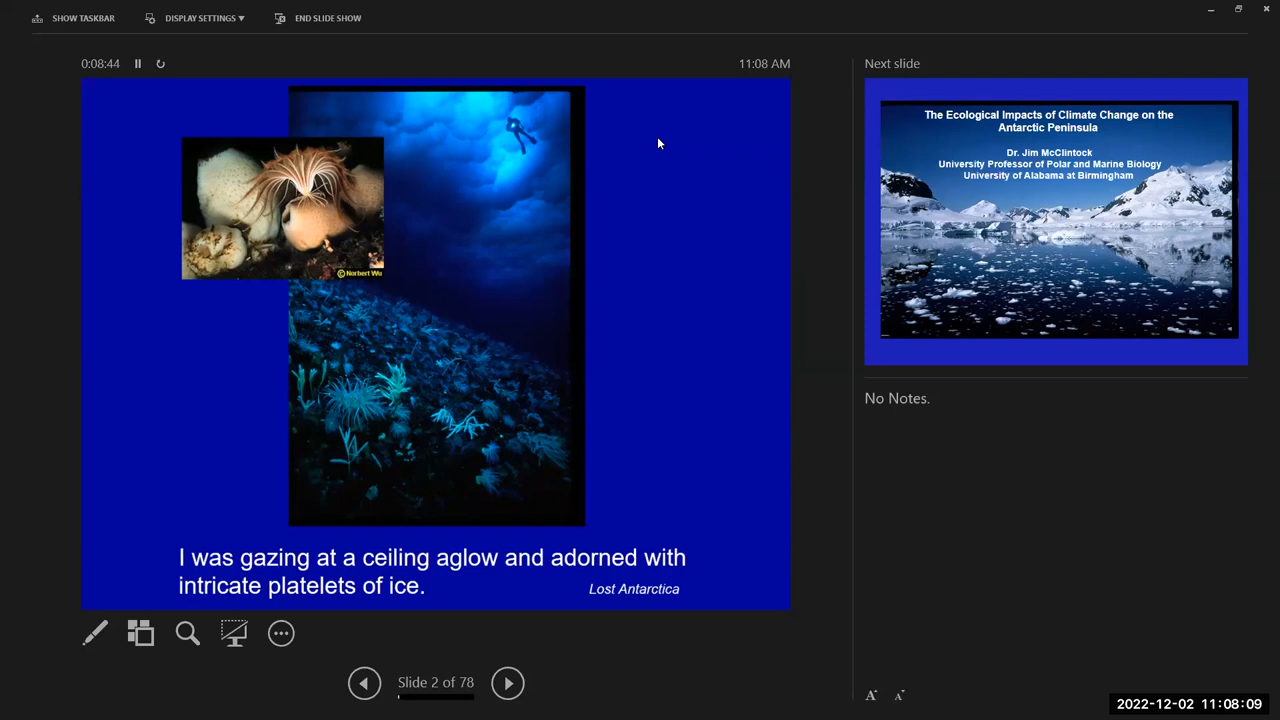 SHOW TASKBAR
DISPLAY SETTINGS ▼
END SLIDE SHOW
0:08:44
11:08 AM
Next slide
© Norbert Wu
I was gazing at a ceiling aglow and adorned with
intricate platelets of ice.
Lost Antarctica
The Ecological Impacts of Climate Change on the
Antarctic Peninsula
Dr. Jim McClintock
University Professor of Polar and Marine Biology
University of Alabama at Birmingham
No Notes.
Slide 2 of 78
A A
2022-12-02 11:08:09